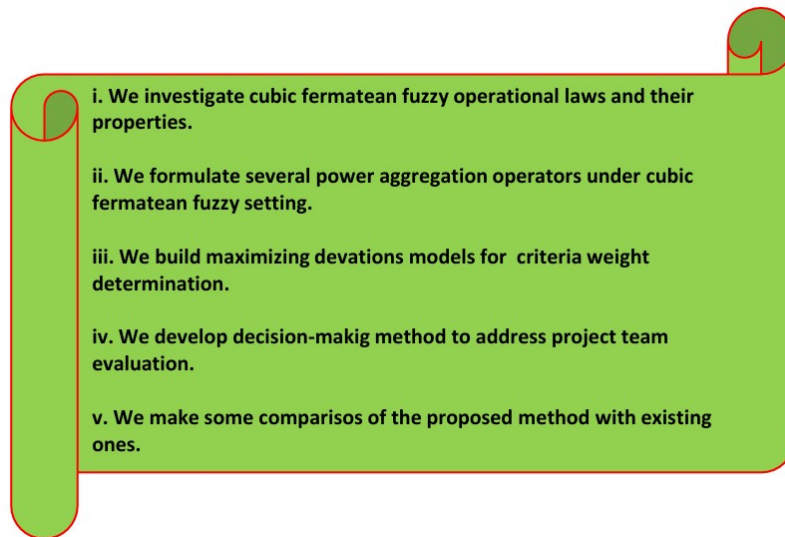 i. We investigate cubic fermatean fuzzy operational laws and their
properties.
ii. We formulate several power aggregation operators under cubic
fermatean fuzzy setting.
iii. We build maximizing devations models for criteria weight
determination.
iv. We develop decision-makig method to address project team
evaluation.
v. We make some comparisos of the proposed method with existing
ones.